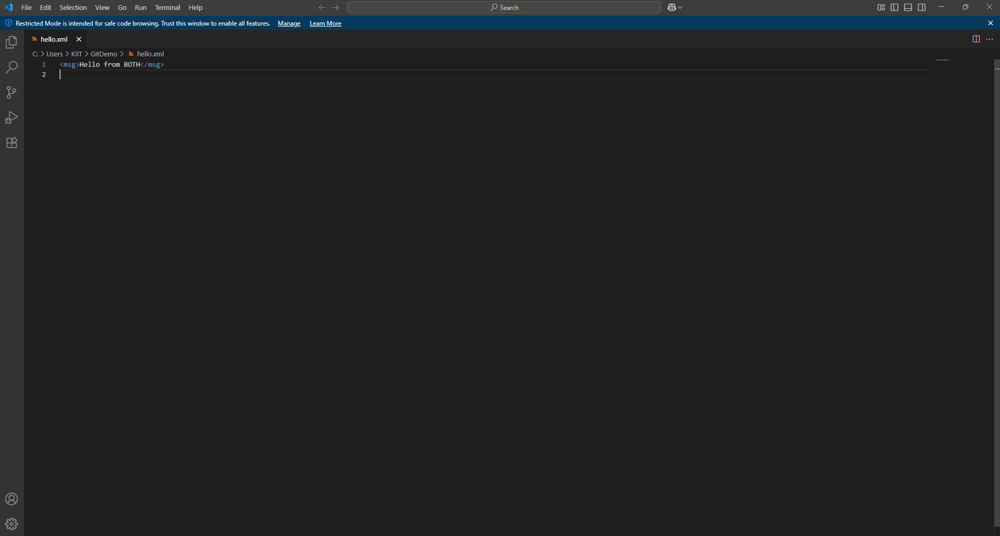 File Edit Selection View Go Run Terminal Help
Search
Restricted Mode is intended for safe code browsing. Trust this window to enable all features. Manage Learn More
hello.xml
C: > Users > KIIT > GitDemo > hello.xml
1 <msg>Hello from BOTH</msg>
2